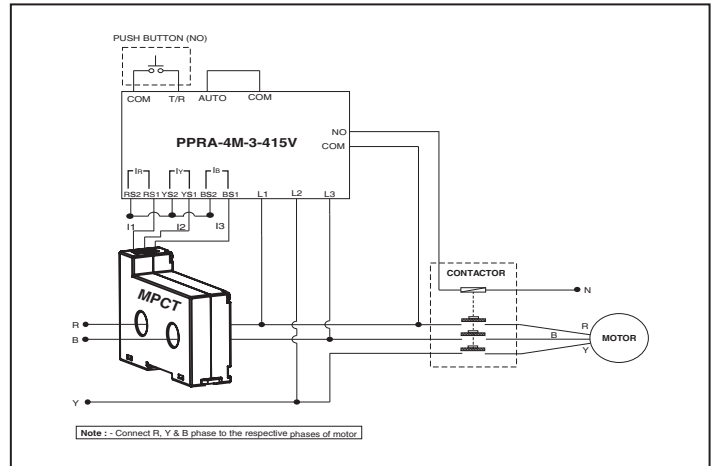 PUSH BUTTON (NO)
COM T/R AUTO COM
PPRA-4M-3-415V
NO
COM
IR IY IB
RS2 RS1 YS2 YS1 BS2 BS1 L1 L2 L3
I1 I2 I3
CONTACTOR
MPCT
N
R R
B B MOTOR
Y
Y
Note : - Connect R, Y & B phase to the respective phases of motor